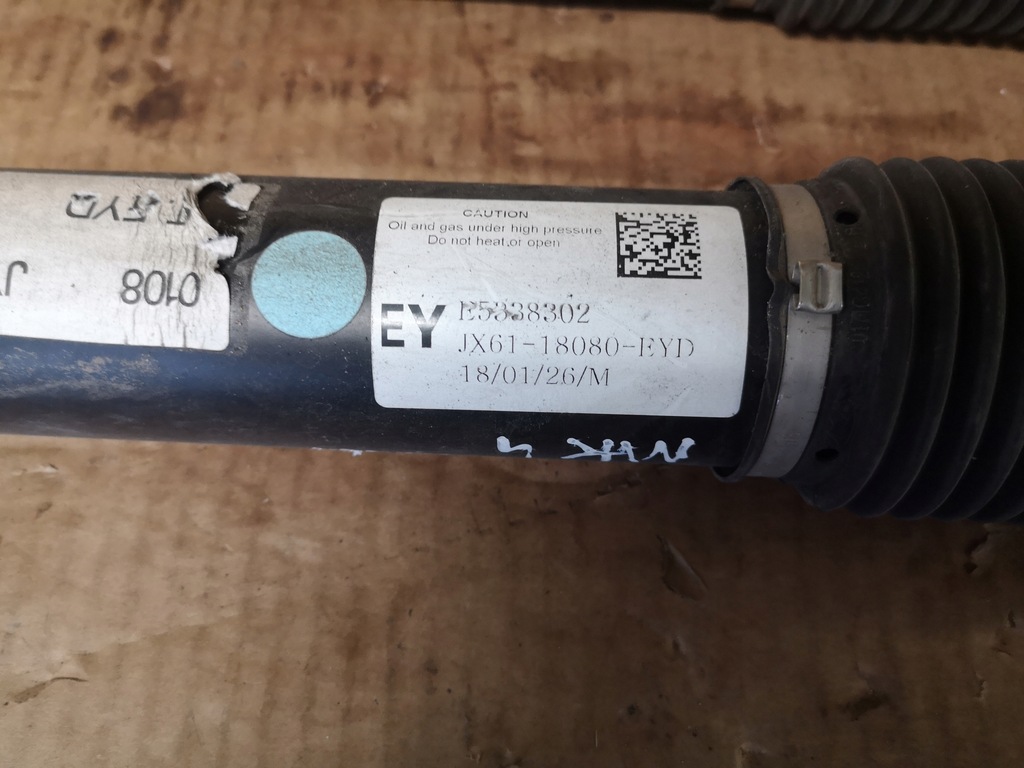 CAUTION
Oil and gas under high pressure
Do not heat,or open
EY
E5338302
JX61-18080-EYD
18/01/26/M
0108